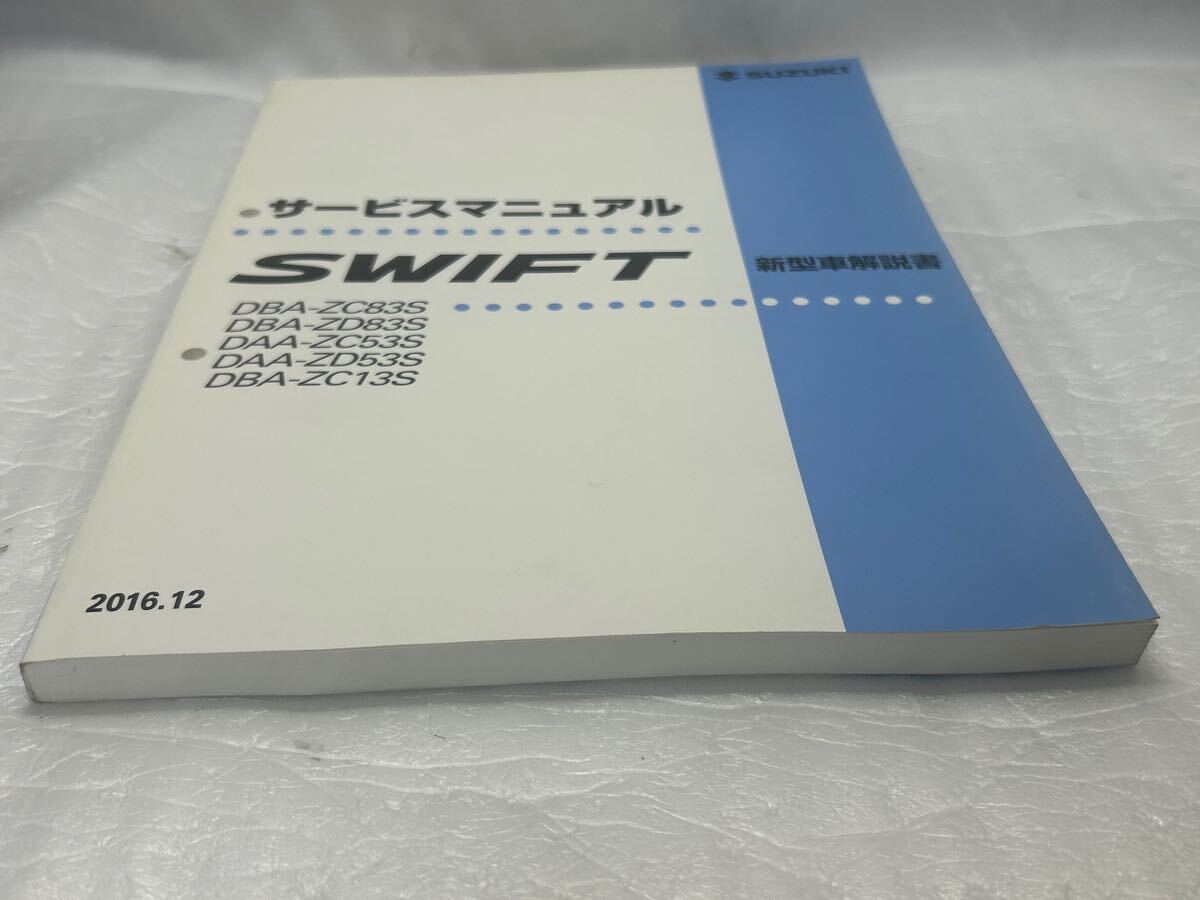 SUZUKI
サービスマニュアル
SWIFT
新型車解説書
DBA-ZC83S
DBA-ZD83S
DAA-ZC53S
DAA-ZD53S
DBA-ZC13S
2016.12